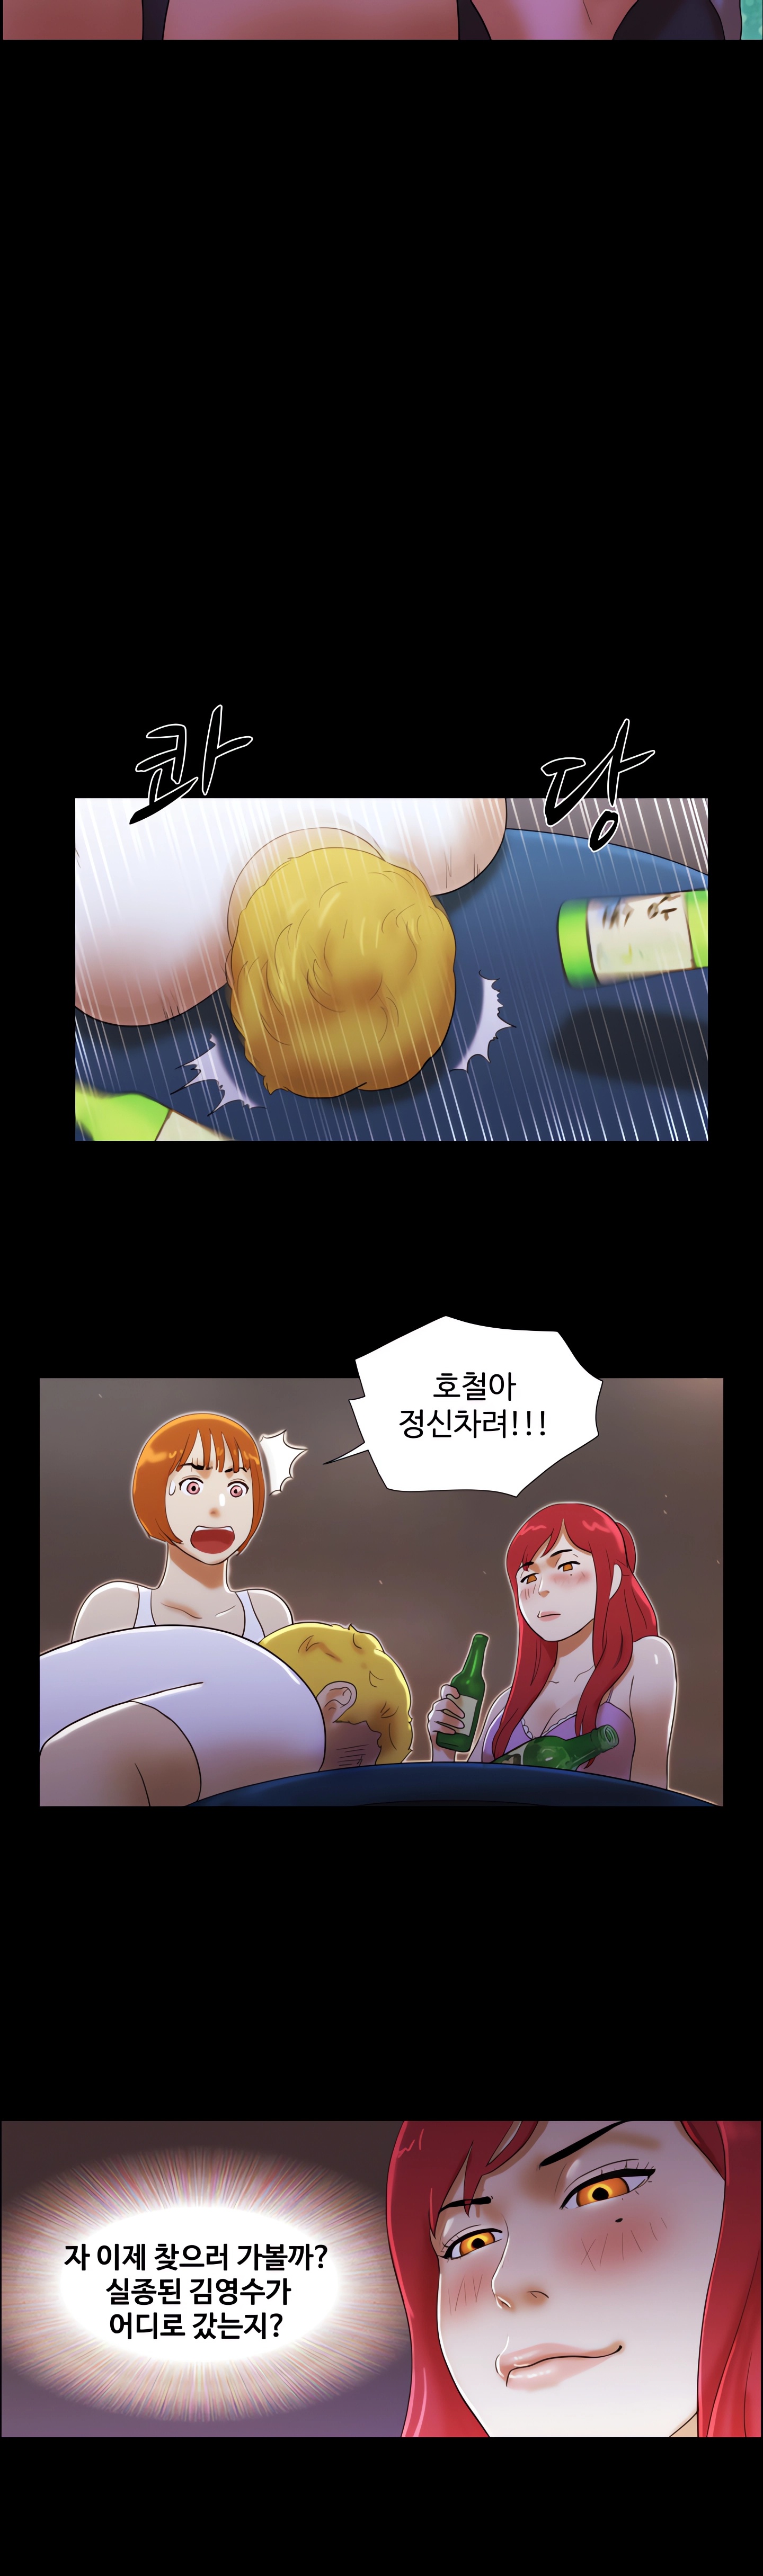 콰당
호철아
정신차려!!!
자 이제 찾으러 가볼까?
실종된 김영수가
어디로 갔는지?